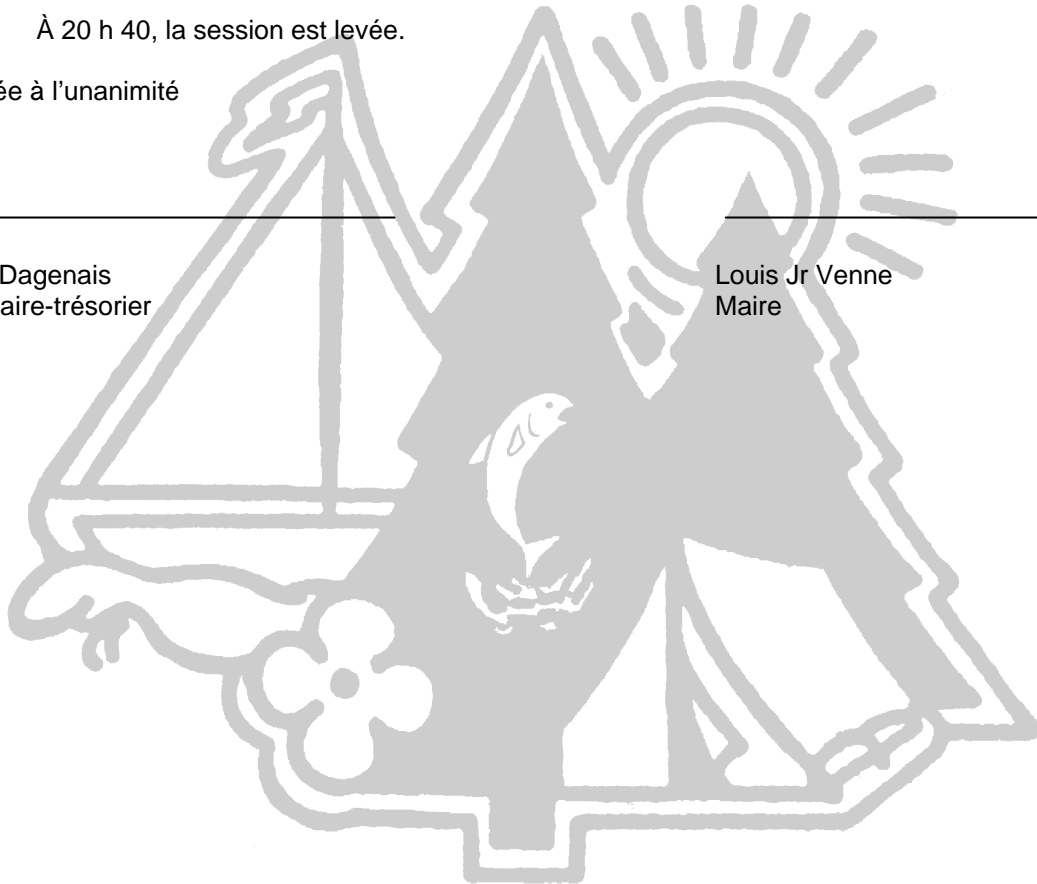 À 20 h 40, la session est levée.
ée à l’unanimité
Dagenais
Louis Jr Venne
aire-trésorier
Maire